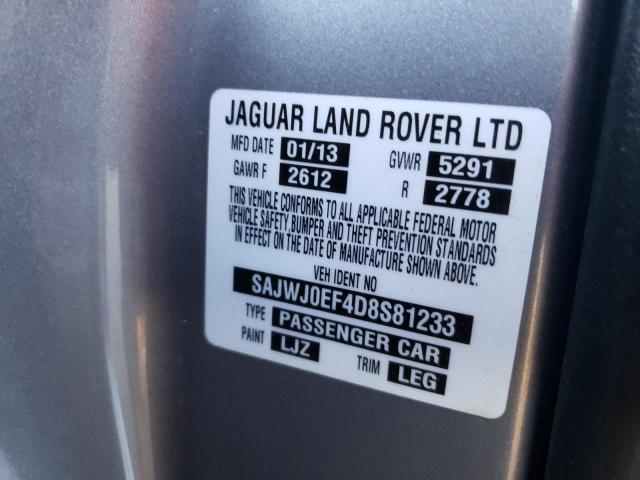 JAGUAR LAND ROVER LTD
MFD DATE 01/13 GVWR 5291
GAWR F 2612 R 2778
THIS VEHICLE CONFORMS TO ALL APPLICABLE FEDERAL MOTOR
VEHICLE SAFETY,BUMPER AND THEFT PREVENTION STANDARDS
IN EFFECT ON THE DATE OF MANUFACTURE SHOWN ABOVE.
VEH IDENT NO
SAJWJ0EF4D8S81233
TYPE PASSENGER CAR
PAINT LJZ TRIM LEG